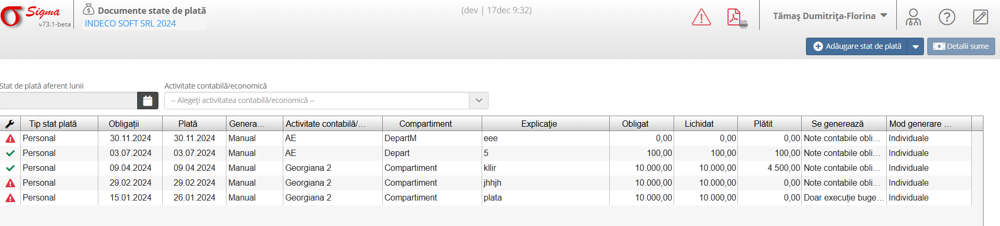 Sigma
v73.1-beta
Documente state de plată
INDECO SOFT SRL 2024
(dev | 17dec 9:32)
Tămaş Dumitriţa-Florina
Adăugare stat de plată
Detalii sume
Stat de plată aferent lunii
Activitate contabilă/economică
-- Alegeţi activitatea contabilă/economică --
Tip stat plată Obligații Plată Genera... Activitate contabilă/... Compartiment Explicaţie Obligat Lichidat Plătit Se generează Mod generare ...
Personal 30.11.2024 30.11.2024 Manual AE DepartM eee 0,00 0,00 0,00 Note contabile obli... Individuale
Personal 03.07.2024 03.07.2024 Manual AE Depart 5 100,00 100,00 100,00 Note contabile obli... Individuale
Personal 09.04.2024 09.04.2024 Manual Georgiana 2 Compartiment kllir 10.000,00 10.000,00 4.500,00 Note contabile obli... Individuale
Personal 29.02.2024 29.02.2024 Manual Georgiana 2 Compartiment jhhjh 10.000,00 10.000,00 0,00 Note contabile obli... Individuale
Personal 15.01.2024 26.01.2024 Manual Georgiana 2 Compartiment plata 10.000,00 10.000,00 0,00 Doar execuție buge... Individuale